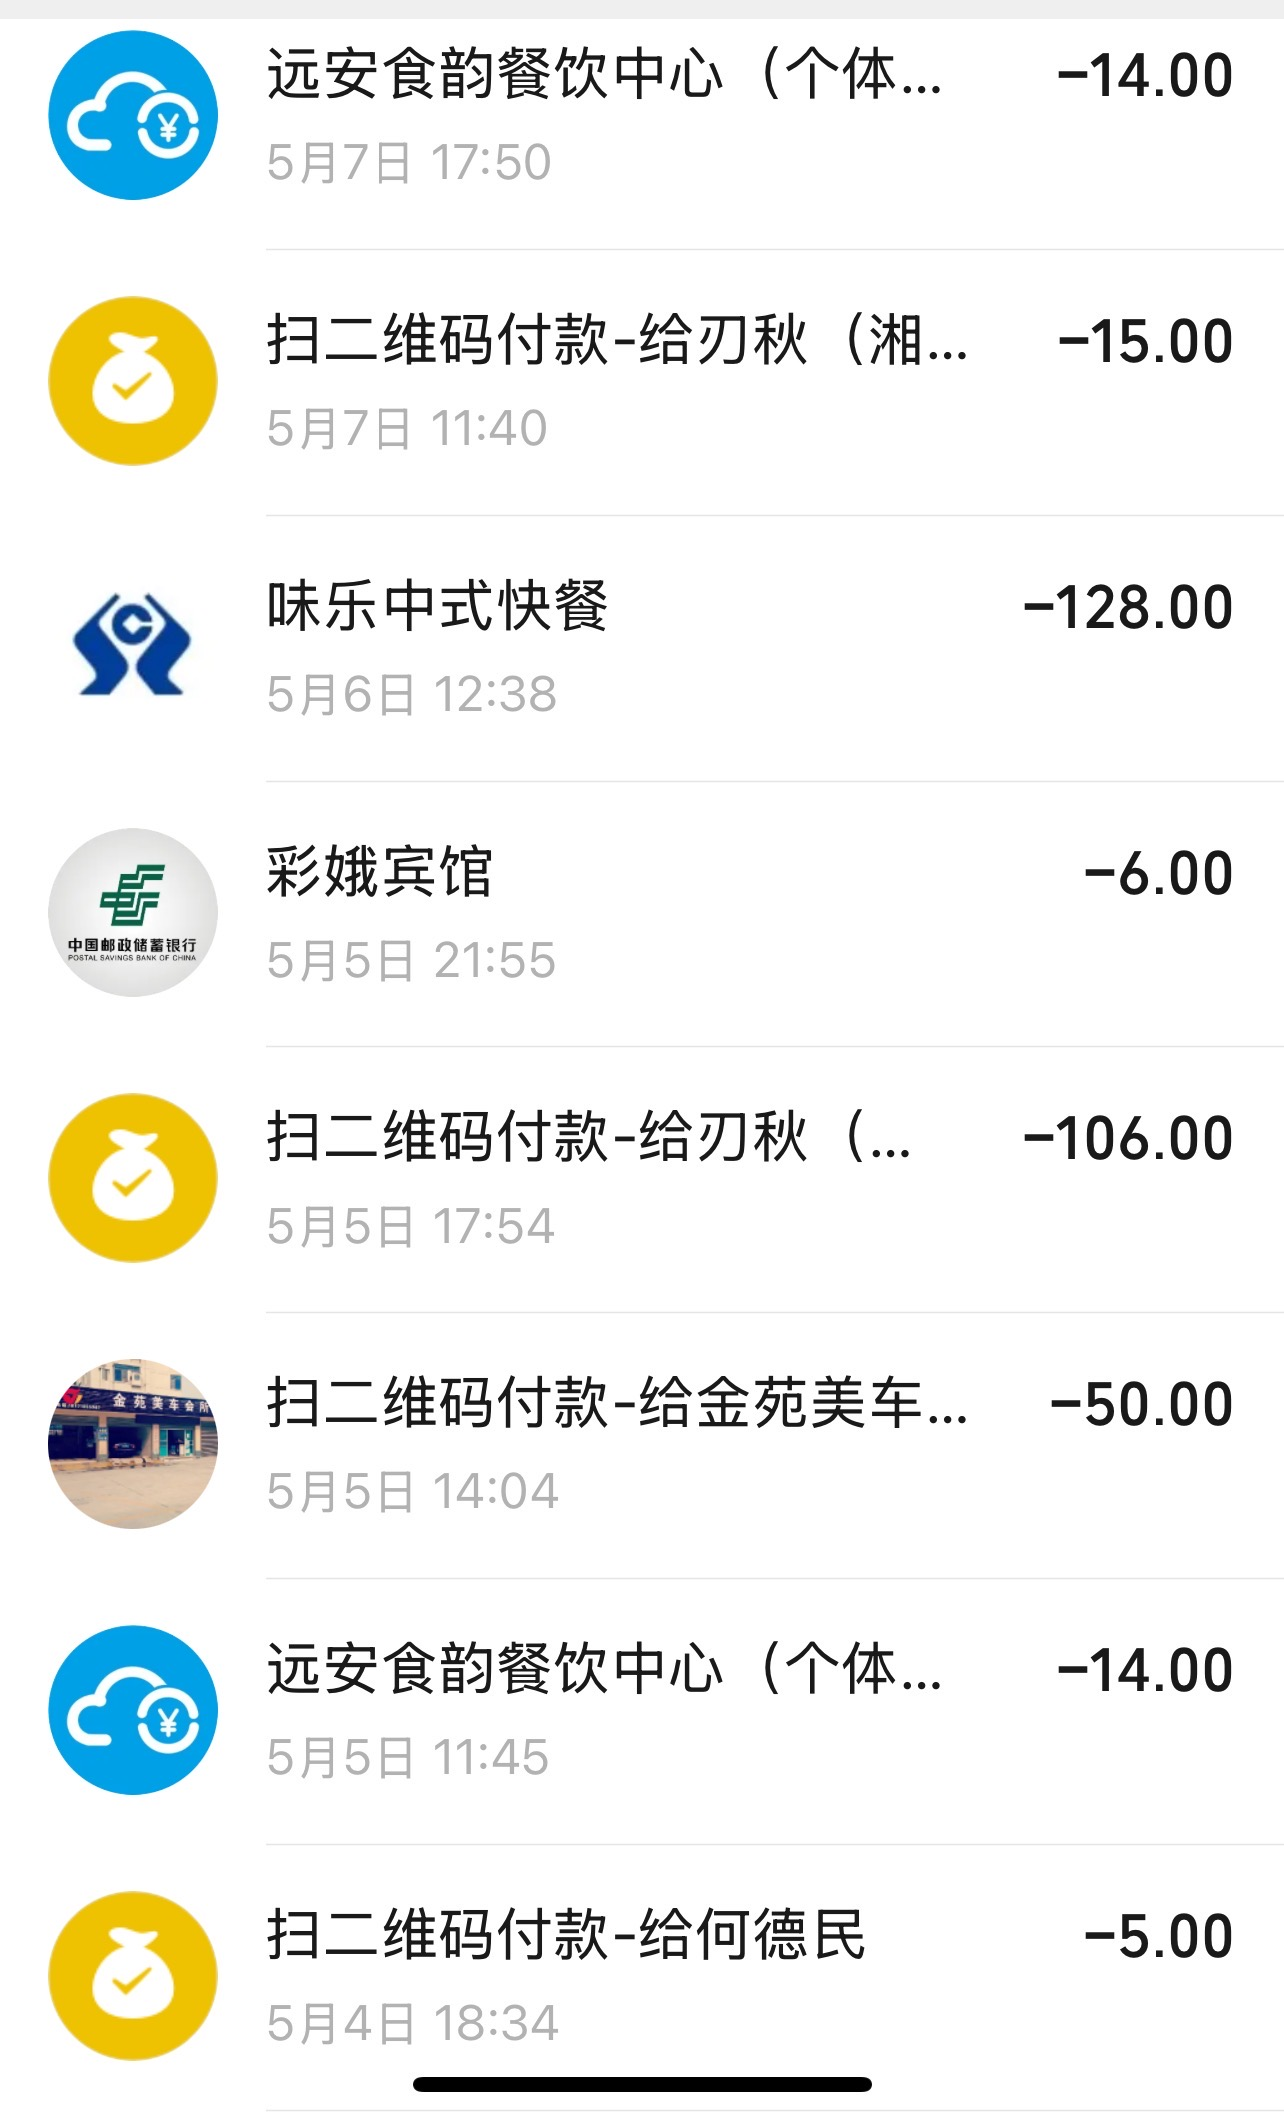 远安食韵餐饮中心（个体... -14.00
5月7日 17:50
扫二维码付款-给刃秋（湘... -15.00
5月7日 11:40
味乐中式快餐 -128.00
5月6日 12:38
彩娥宾馆 -6.00
中国邮政储蓄银行
POSTAL SAVINGS BANK OF CHINA
5月5日 21:55
扫二维码付款-给刃秋（... -106.00
5月5日 17:54
扫二维码付款-给金苑美车... -50.00
金苑美车会所
5月5日 14:04
远安食韵餐饮中心（个体... -14.00
¥
5月5日 11:45
扫二维码付款-给何德民 -5.00
5月4日 18:34